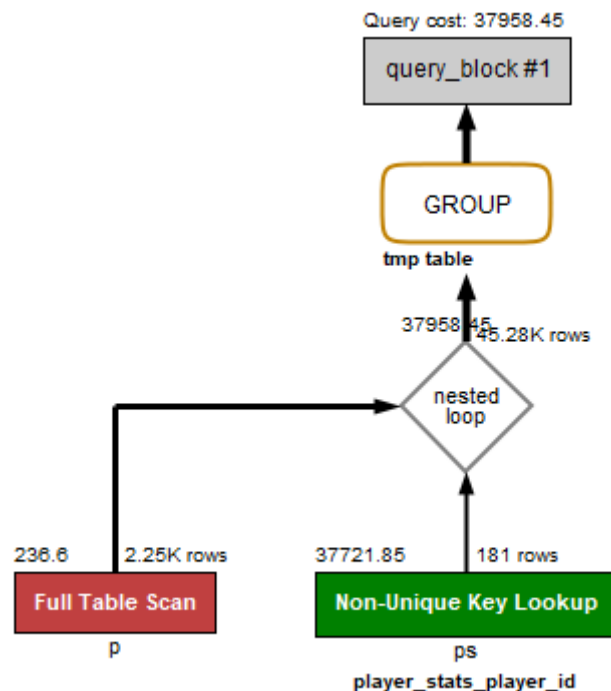 Query cost: 37958.45
query_block #1
GROUP
tmp table
37958.45
45.28K rows
nested
loop
236.6
2.25K rows
37721.85
181 rows
Full Table Scan
Non-Unique Key Lookup
p
ps
player_stats_player_id